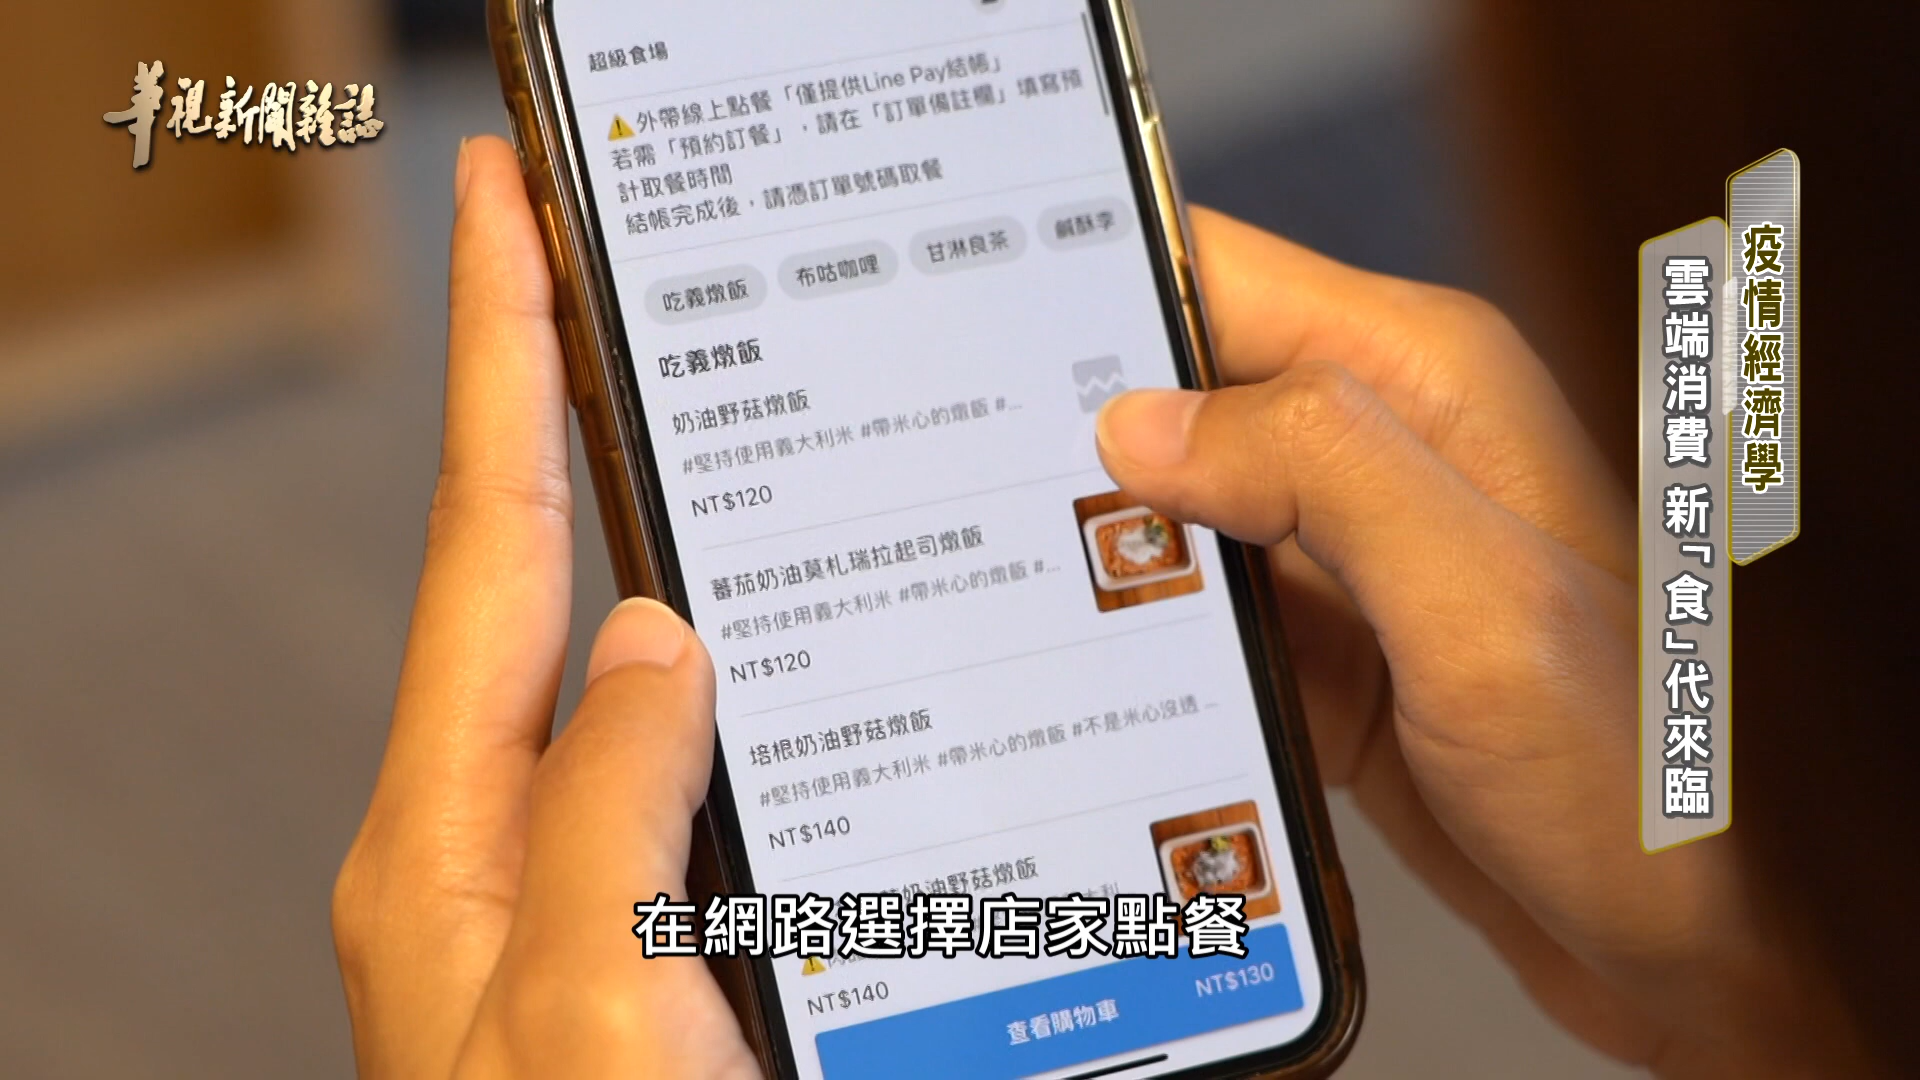 華視新聞雜誌
疫情經濟學
雲端消費 新「食」代來臨
超級食場
⚠外帶線上點餐「僅提供Line Pay結帳」
若需「預約訂餐」，請在「訂單備註欄」填寫預
計取餐時間
結帳完成後，請憑訂單號碼取餐
吃義燉飯
布咕咖哩
甘淋良茶
鹹酥李
吃義燉飯
奶油野菇燉飯
#堅持使用義大利米 #帶米心的燉飯 #...
NT$120
蕃茄奶油莫札瑞拉起司燉飯
#堅持使用義大利米 #帶米心的燉飯 #...
NT$120
培根奶油野菇燉飯
#堅持使用義大利米 #帶米心的燉飯 #不是米心沒透 ...
NT$140
奶油野菇燉飯
NT$140
查看購物車
NT$130
在網路選擇店家點餐